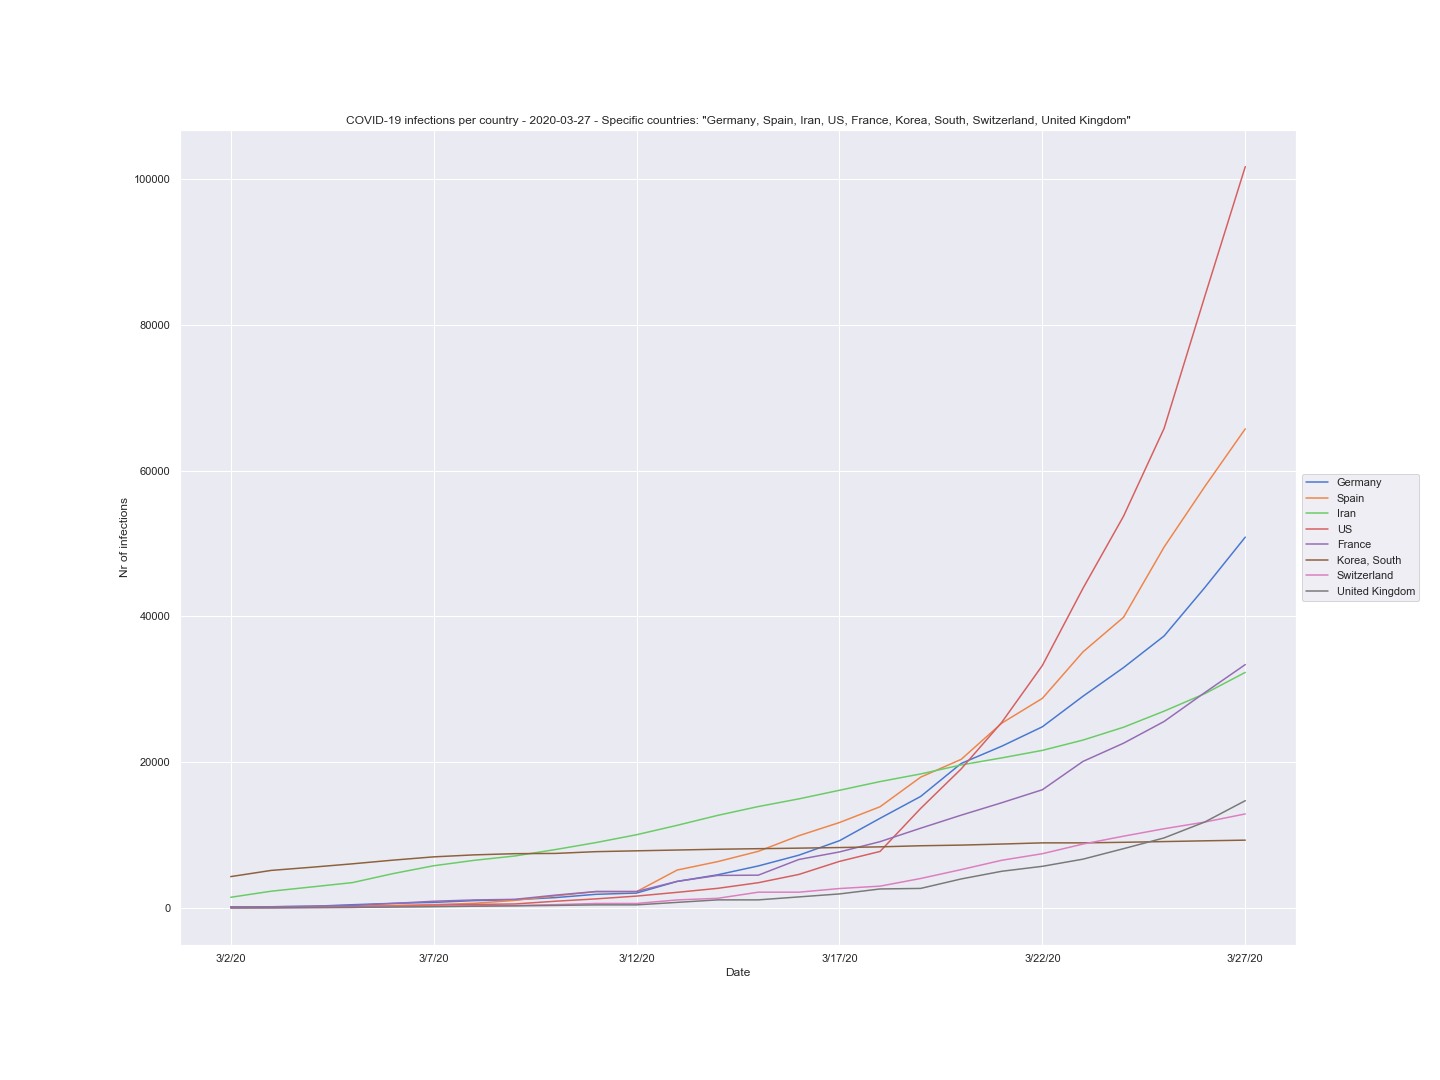 COVID-19 infections per country - 2020-03-27 - Specific countries: "Germany, Spain, Iran, US, France, Korea, South, Switzerland, United Kingdom"
100000
80000
60000
40000
20000
0
Nr of infections
3/2/20
3/7/20
3/12/20
3/17/20
3/22/20
3/27/20
Date
Germany
Spain
Iran
US
France
Korea, South
Switzerland
United Kingdom